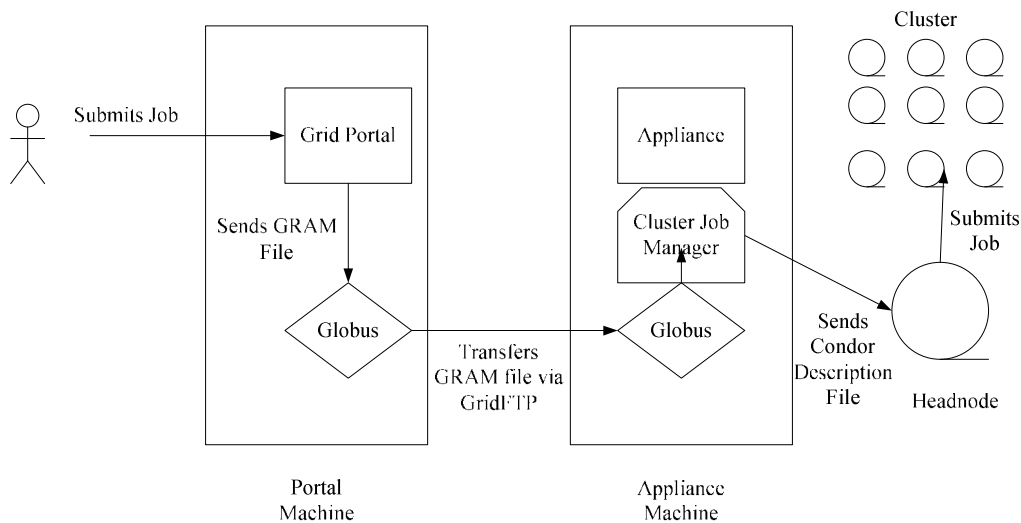 Cluster
Submits Job
Grid Portal
Appliance
Sends GRAM
File
Cluster Job
Manager
Submits
Job
Globus
Globus
Transfers
GRAM file via
GridFTP
Sends
Condor
Description
File
Headnode
Portal
Machine
Appliance
Machine